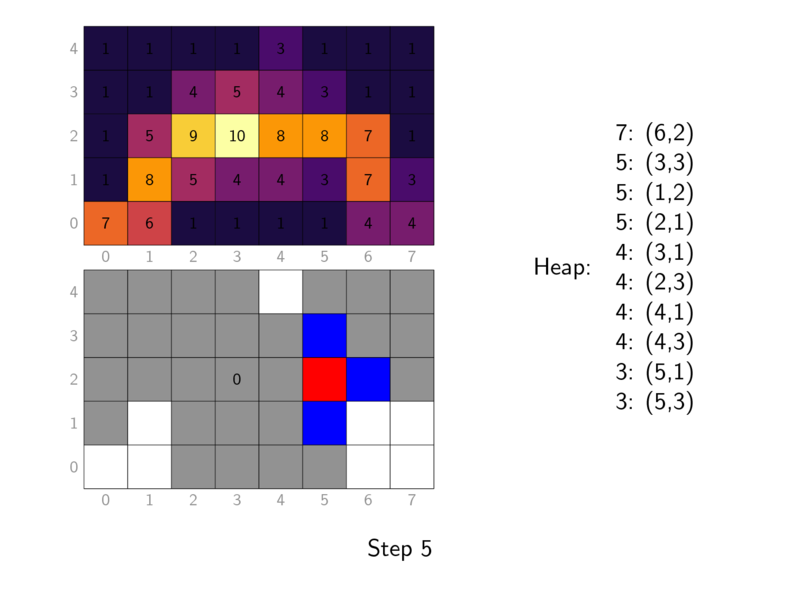 4 1 1 1 1 3 1 1 1
3 1 1 4 5 4 3 1 1
2 1 5 9 10 8 8 7 1
1 1 8 5 4 4 3 7 3
0 7 6 1 1 1 1 4 4
0 1 2 3 4 5 6 7
4
3
2 0
1
0
0 1 2 3 4 5 6 7
Heap:
7: (6,2)
5: (3,3)
5: (1,2)
5: (2,1)
4: (3,1)
4: (2,3)
4: (4,1)
4: (4,3)
3: (5,1)
3: (5,3)
Step 5